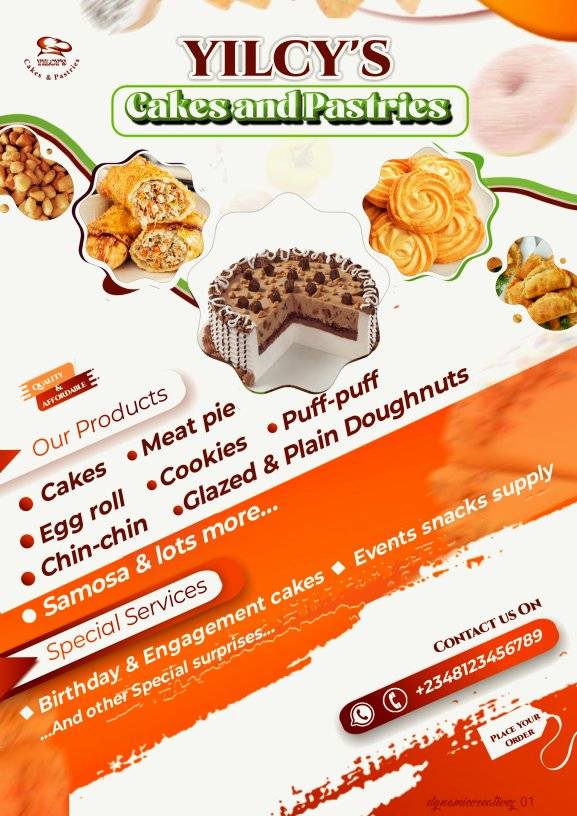 YILCY'S
Cakes & Pastries
YILCY'S
Cakes and Pastries
QUALITY
&
AFFORDABLE
Our Products
• Cakes
• Meat pie
• Puff-puff
• Egg roll
• Cookies
• Chin-chin
• Glazed & Plain Doughnuts
• Samosa & lots more...
Special Services
◆ Birthday & Engagement cakes ◆ Events snacks supply
...And other Special surprises...
CONTACT US ON
+2348123456789
PLACE YOUR
ORDER
dynamiccreativez_01